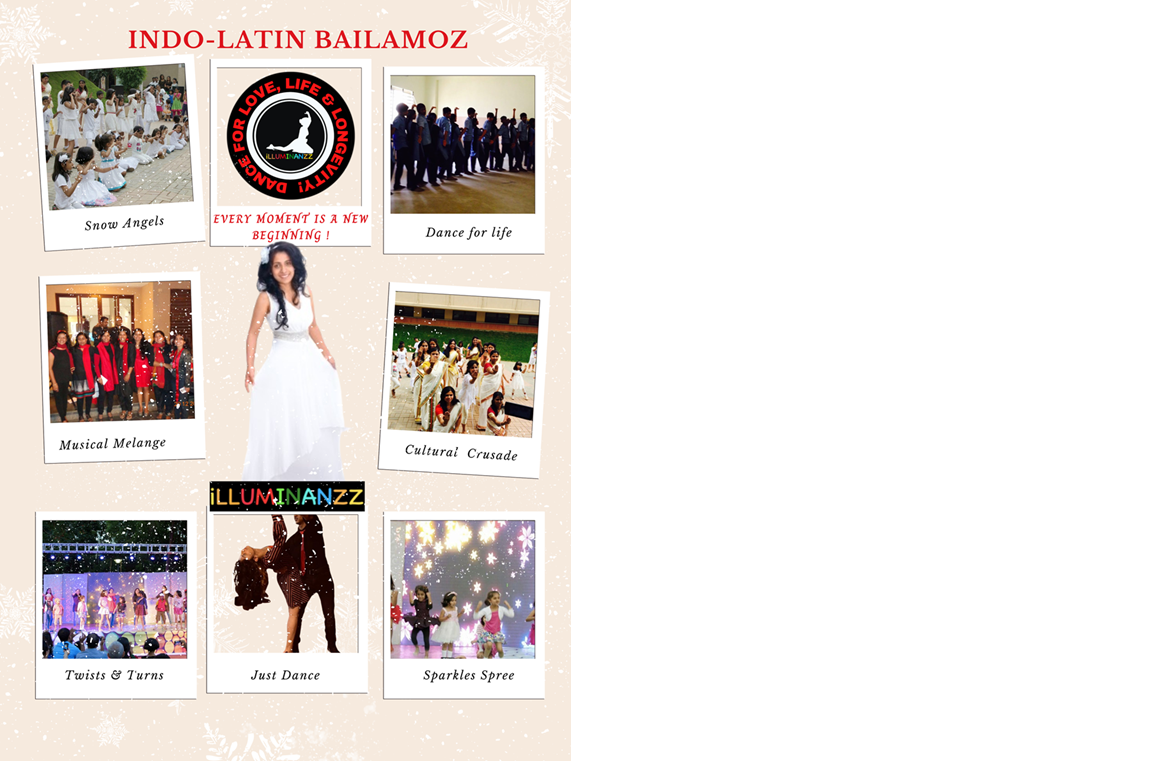 INDO-LATIN BAILAMOZ
DANCE FOR LOVE, LIFE & LONGEVITY!
iLLUMINANZZ
EVERY MOMENT IS A NEW
BEGINNING !
Snow Angels
Dance for life
Musical Melange
Cultural Crusade
iLLUMINANZZ
Twists & Turns
Just Dance
Sparkles Spree